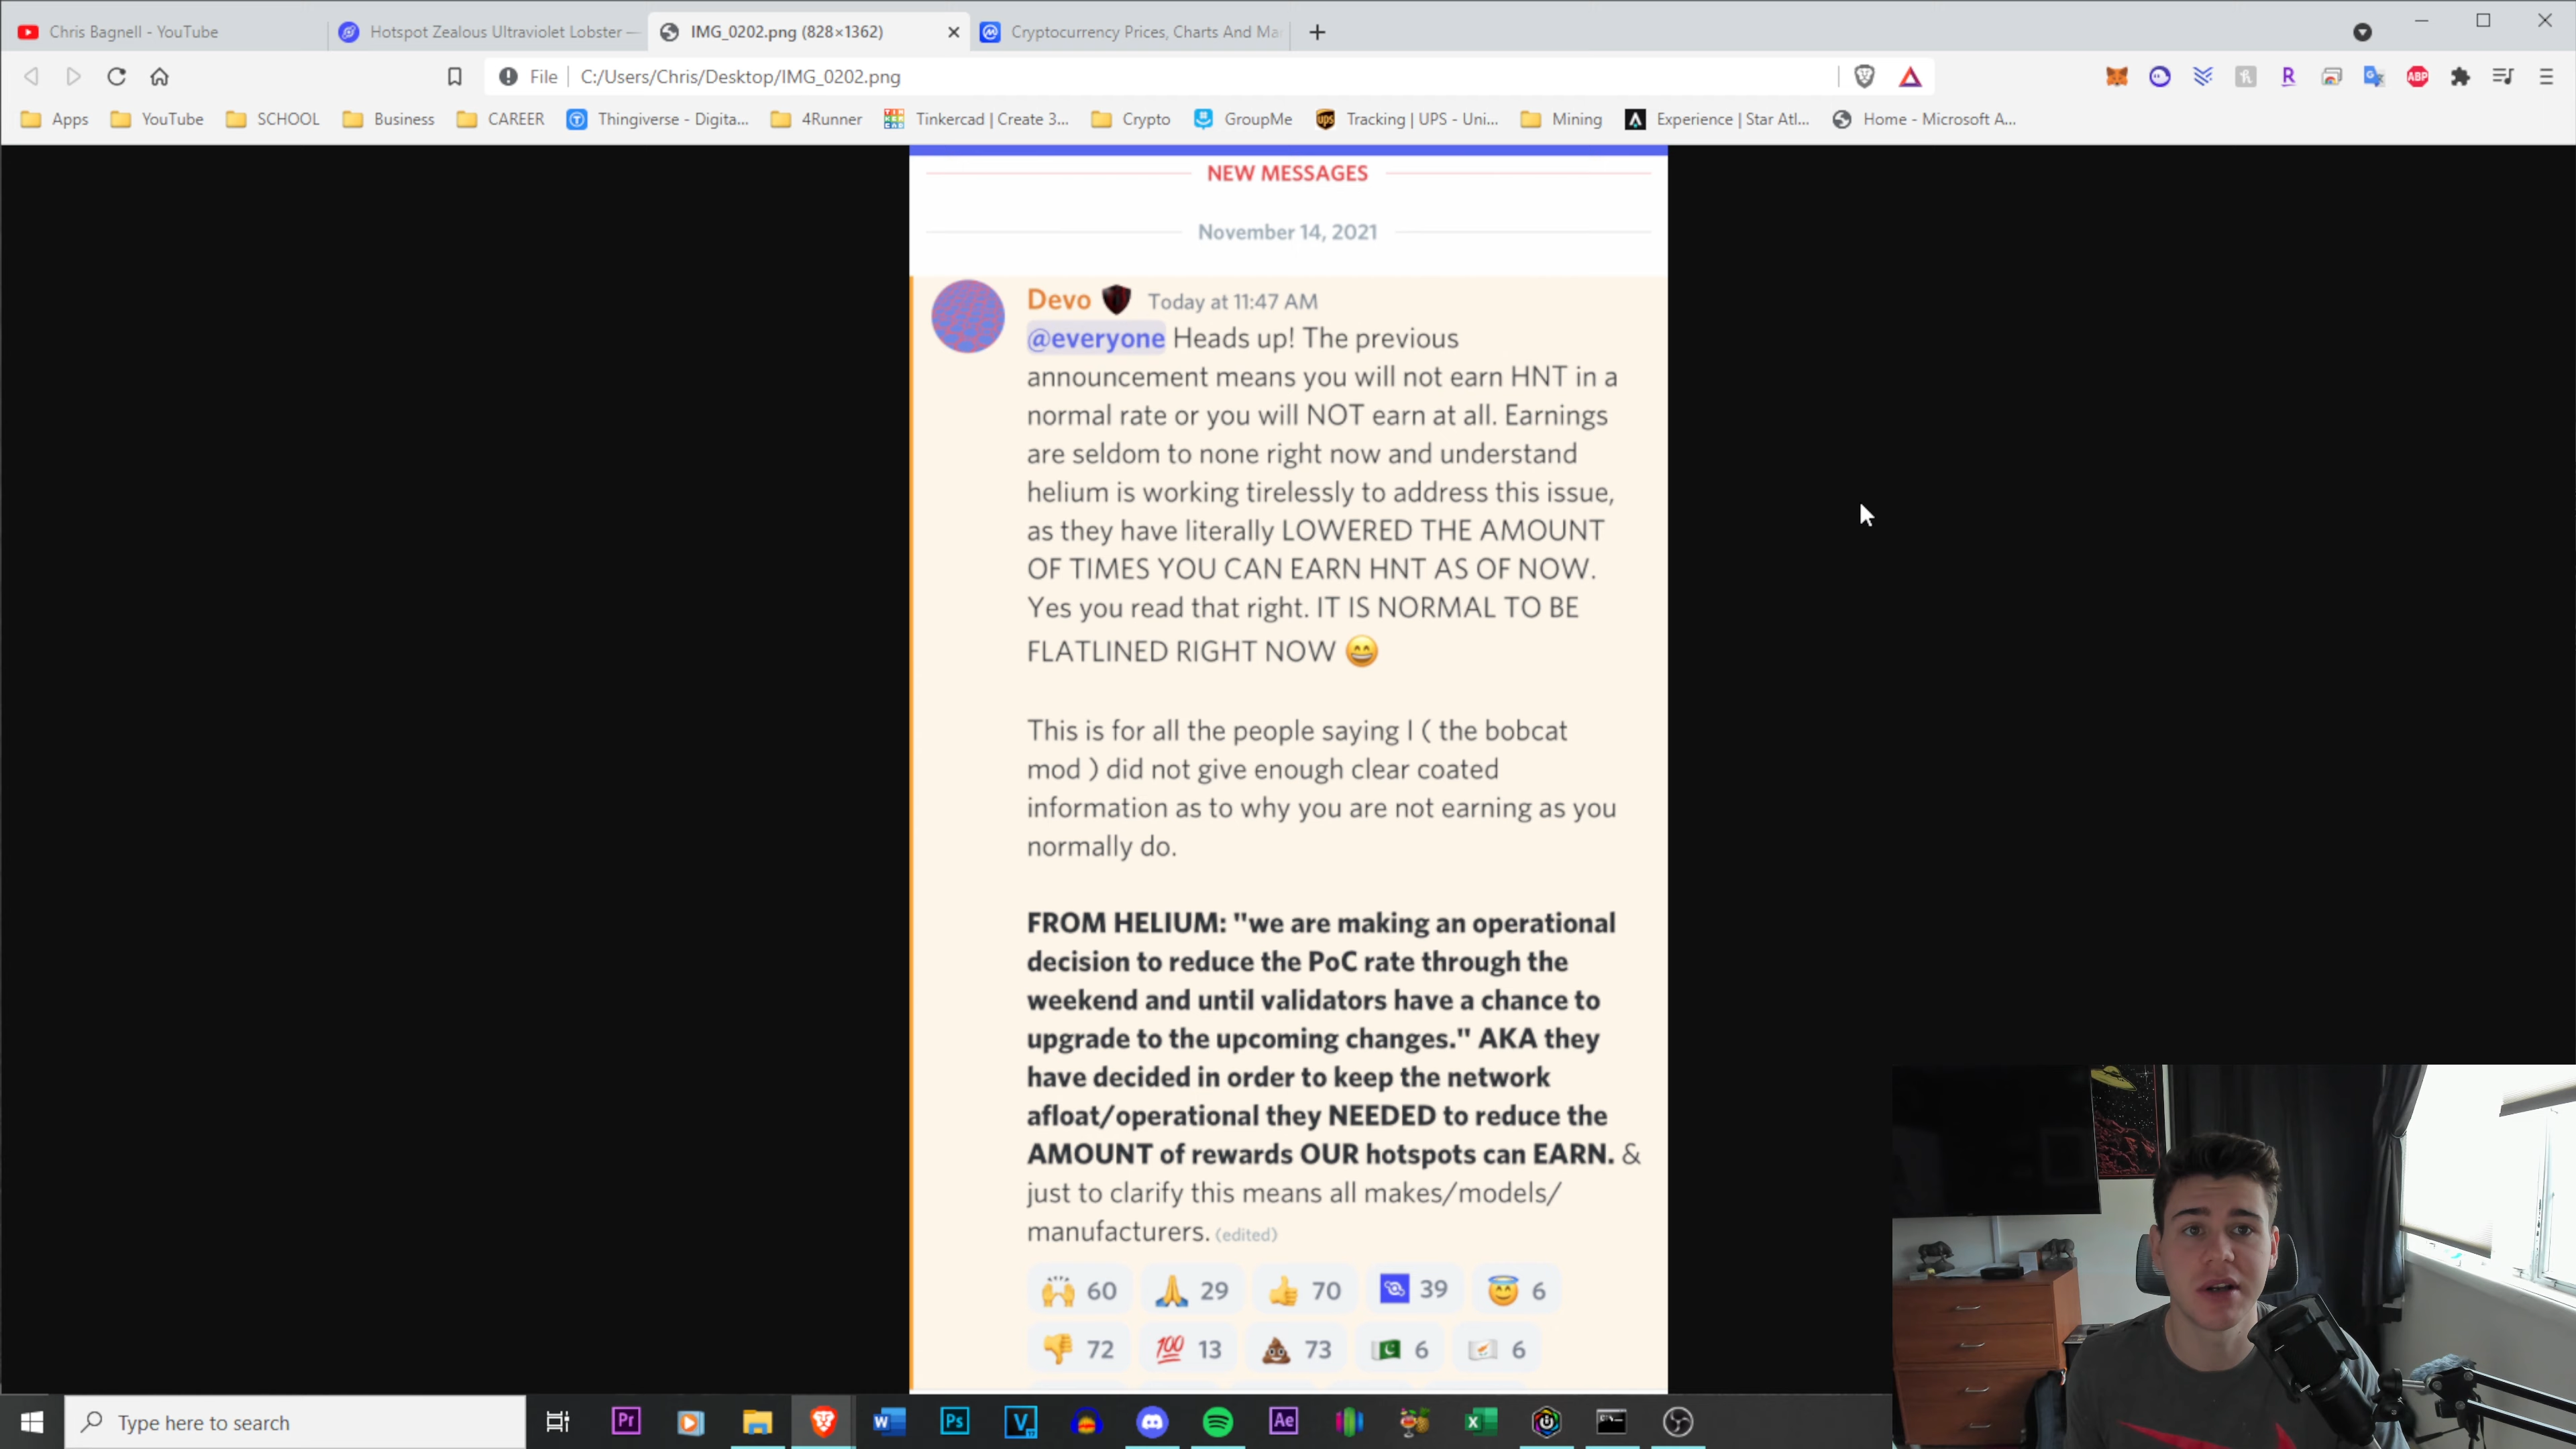 Chris Bagnell - YouTube
Hotspot Zealous Ultraviolet Lobster —
IMG_0202.png (828×1362)
Cryptocurrency Prices, Charts And Ma
File
C:/Users/Chris/Desktop/IMG_0202.png
ABP
Apps
YouTube
SCHOOL
Business
CAREER
Thingiverse - Digita...
4Runner
Tinkercad | Create 3...
Crypto
GroupMe
Tracking | UPS - Uni...
Mining
Experience | Star Atl...
Home - Microsoft A...
NEW MESSAGES
November 14, 2021
Devo Today at 11:47 AM
@everyone Heads up! The previous
announcement means you will not earn HNT in a
normal rate or you will NOT earn at all. Earnings
are seldom to none right now and understand
helium is working tirelessly to address this issue,
as they have literally LOWERED THE AMOUNT
OF TIMES YOU CAN EARN HNT AS OF NOW.
Yes you read that right. IT IS NORMAL TO BE
FLATLINED RIGHT NOW 😄
This is for all the people saying I ( the bobcat
mod ) did not give enough clear coated
information as to why you are not earning as you
normally do.
FROM HELIUM: "we are making an operational
decision to reduce the PoC rate through the
weekend and until validators have a chance to
upgrade to the upcoming changes." AKA they
have decided in order to keep the network
afloat/operational they NEEDED to reduce the
AMOUNT of rewards OUR hotspots can EARN. &
just to clarify this means all makes/models/
manufacturers. (edited)
🙌 60 🙏 29 👍 70 39 😇 6
👎 72 💯 13 💩 73 🇵🇰 6 🇨🇾 6
Type here to search
Pr
W
Ps
V
Ae
X